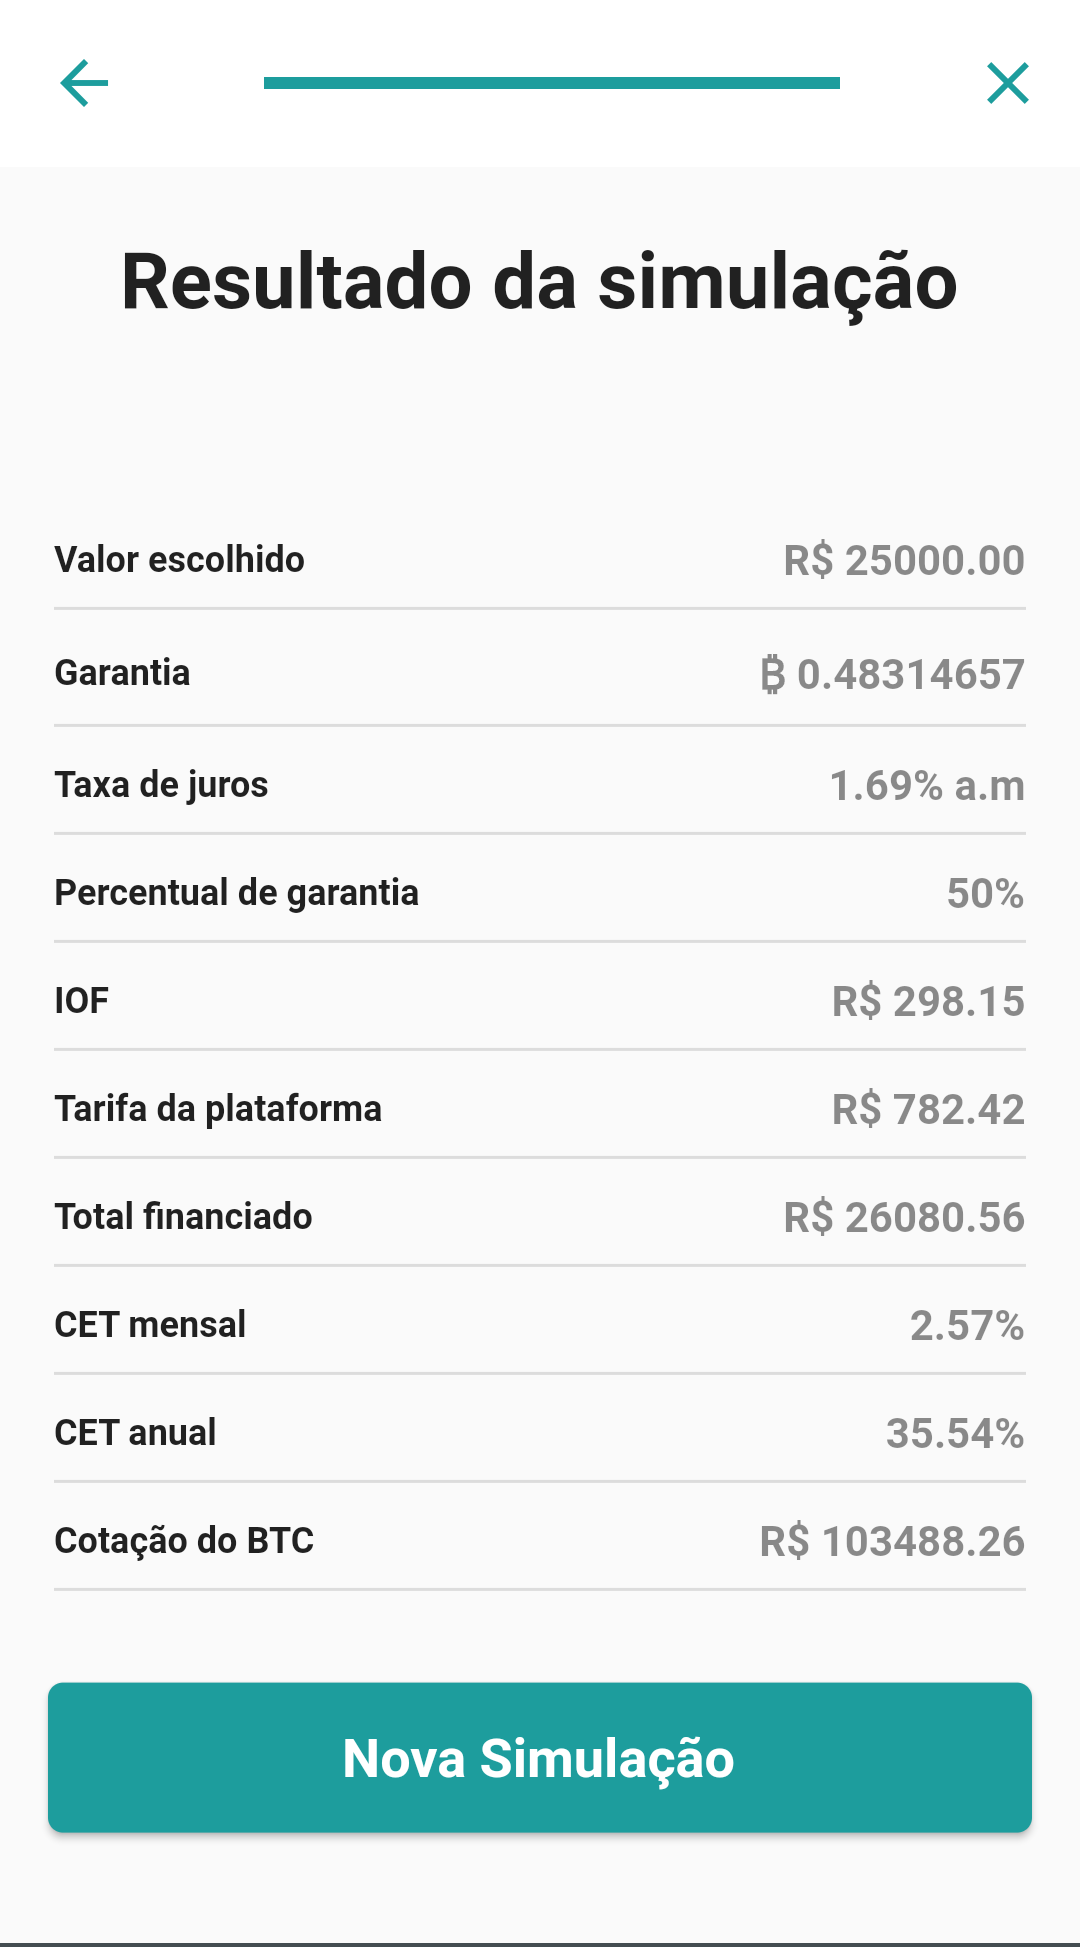 Resultado da simulação
Valor escolhido R$ 25000.00
Garantia ₿ 0.48314657
Taxa de juros 1.69% a.m
Percentual de garantia 50%
IOF R$ 298.15
Tarifa da plataforma R$ 782.42
Total financiado R$ 26080.56
CET mensal 2.57%
CET anual 35.54%
Cotação do BTC R$ 103488.26
Nova Simulação